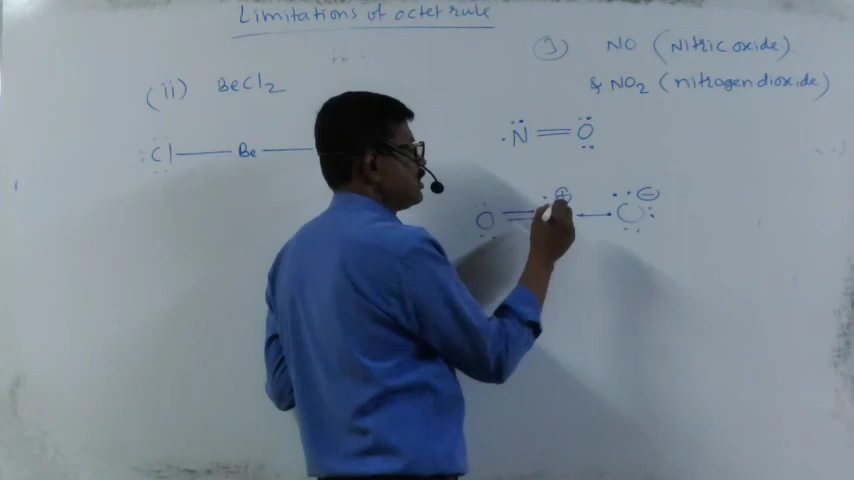 Limitations of octet rule
(ii) BeCl2
Cl — Be —
3) NO (Nitric oxide)
& NO2 (nitrogen dioxide)
N = O
O = + O −